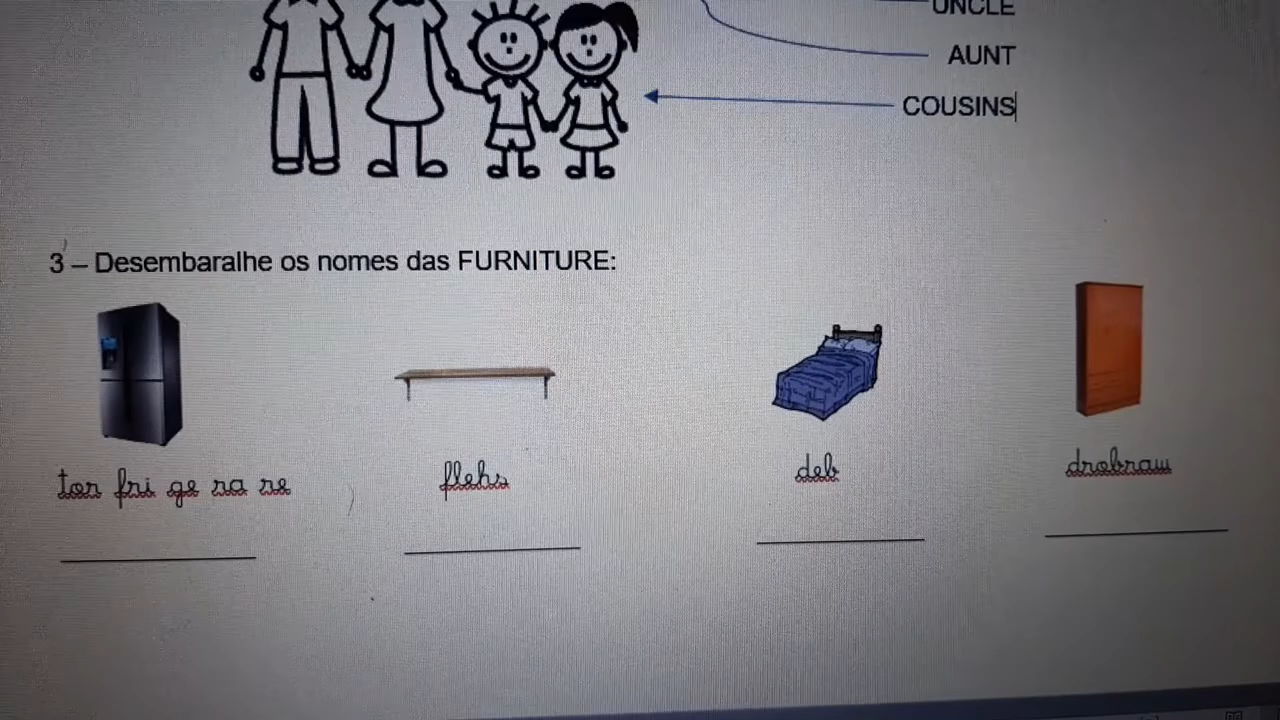 UNCLE
AUNT
COUSINS
3 – Desembaralhe os nomes das FURNITURE:
tor fri ge ra re
flehs
deb
drobraw